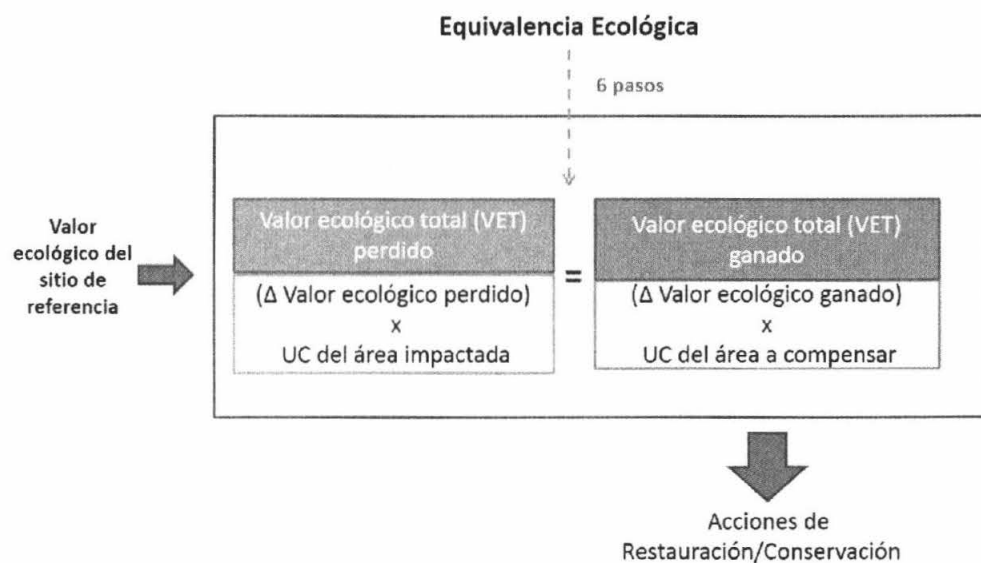 Equivalencia Ecológica
6 pasos
Valor
ecológico del
sitio de
referencia
Valor ecológico total (VET)
perdido
(Δ Valor ecológico perdido)
x
UC del área impactada
=
Valor ecológico total (VET)
ganado
(Δ Valor ecológico ganado)
x
UC del área a compensar
Acciones de
Restauración/Conservación